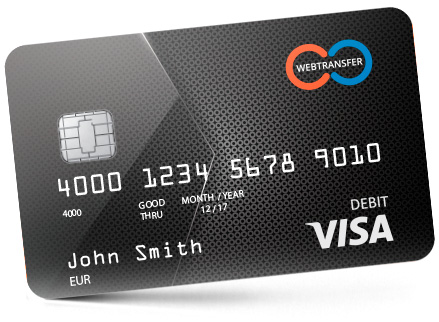 WEBTRANSFER
4000 1234 5678 9010
4000
GOOD THRU
MONTH / YEAR
12 / 17
DEBIT
VISA
John Smith
EUR